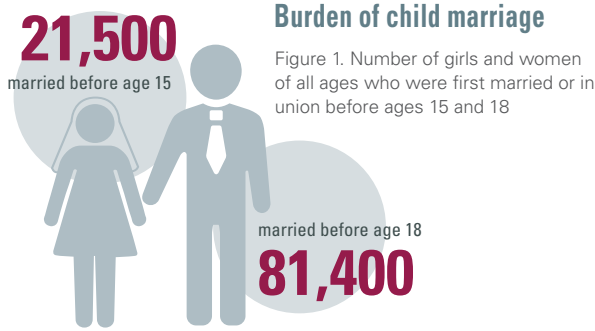 21,500
married before age 15
Burden of child marriage
Figure 1. Number of girls and women
of all ages who were first married or in
union before ages 15 and 18
married before age 18
81,400